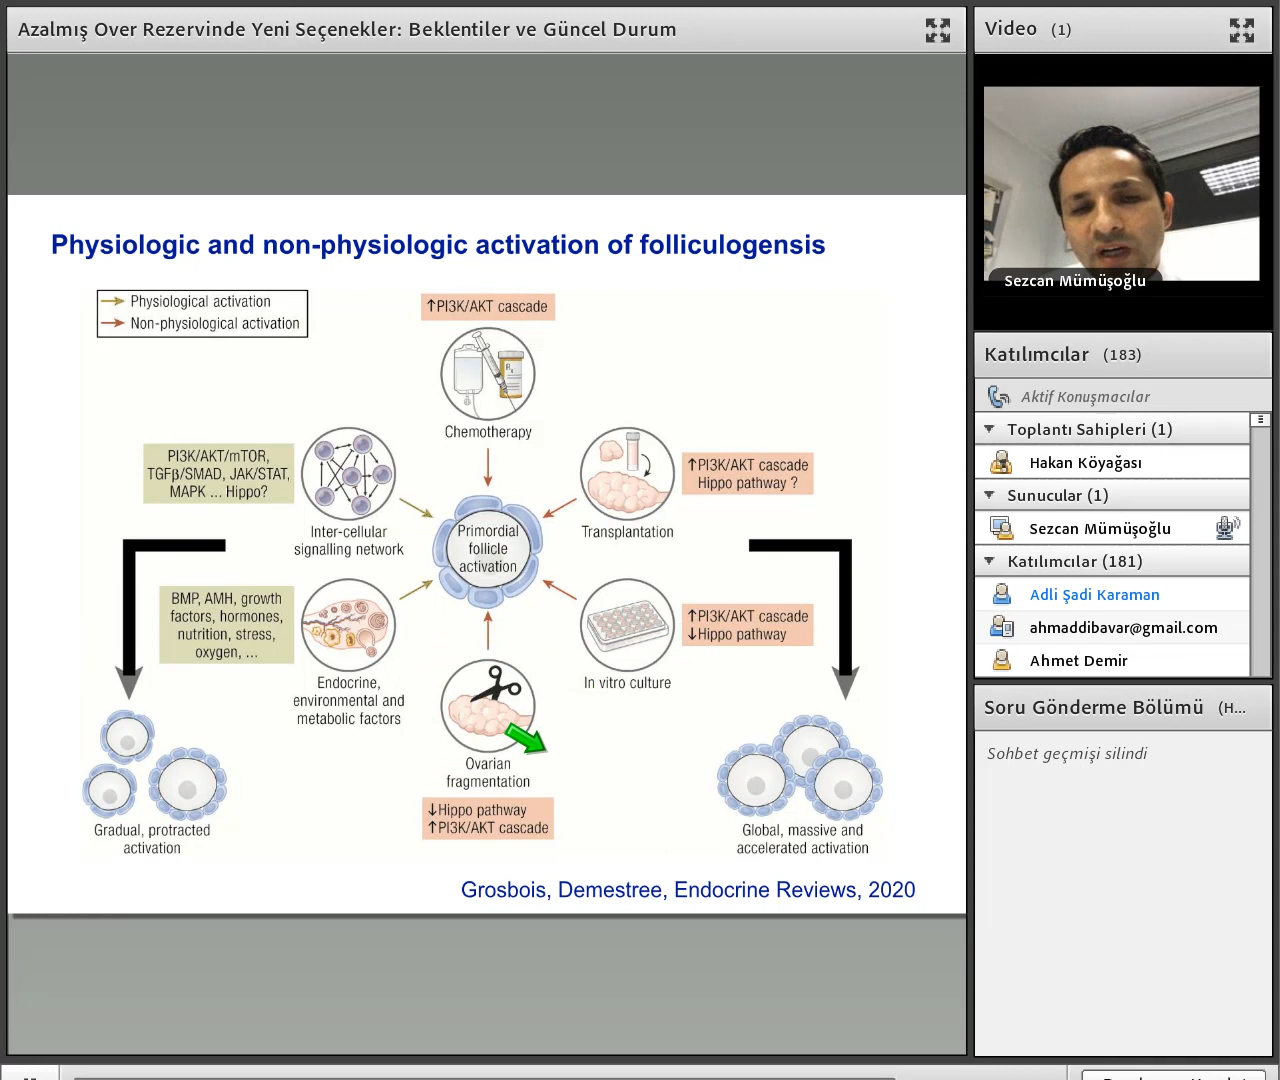 Azalmış Over Rezervinde Yeni Seçenekler: Beklentiler ve Güncel Durum
Physiologic and non-physiologic activation of folliculogensis
Physiological activation
Non-physiological activation
↑PI3K/AKT cascade
Chemotherapy
PI3K/AKT/mTOR,
TGFβ/SMAD, JAK/STAT,
MAPK ... Hippo?
Inter-cellular
signalling network
↑PI3K/AKT cascade
Hippo pathway ?
Transplantation
Primordial
follicle
activation
BMP, AMH, growth
factors, hormones,
nutrition, stress,
oxygen, ...
Endocrine,
environmental and
metabolic factors
↑PI3K/AKT cascade
↓Hippo pathway
In vitro culture
Ovarian
fragmentation
↓Hippo pathway
↑PI3K/AKT cascade
Gradual, protracted
activation
Global, massive and
accelerated activation
Grosbois, Demestree, Endocrine Reviews, 2020
Video (1)
Sezcan Mümüşoğlu
Katılımcılar (183)
Aktif Konuşmacılar
Toplantı Sahipleri (1)
Hakan Köyağası
Sunucular (1)
Sezcan Mümüşoğlu
Katılımcılar (181)
Adli Şadi Karaman
ahmaddibavar@gmail.com
Ahmet Demir
Soru Gönderme Bölümü (H...
Sohbet geçmişi silindi